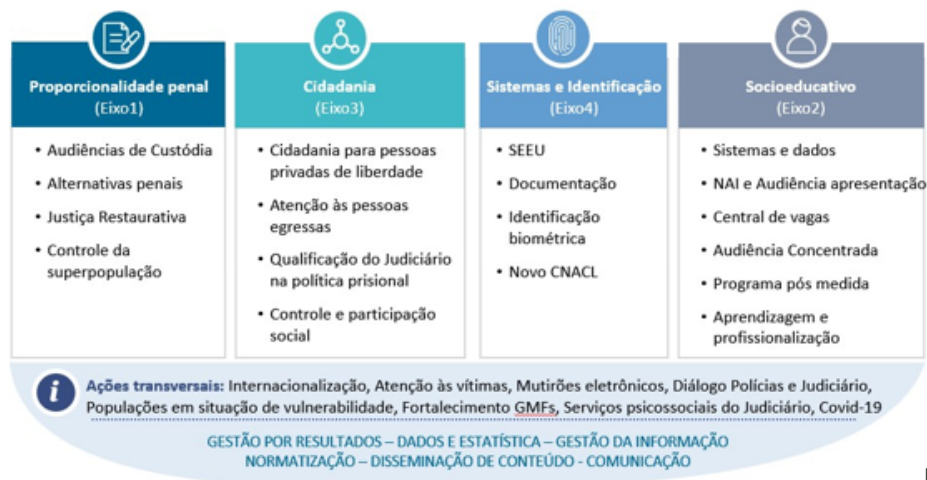 Proporcionalidade penal
(Eixo1)
• Audiências de Custódia
• Alternativas penais
• Justiça Restaurativa
• Controle da
superpopulação
Cidadania
(Eixo3)
• Cidadania para pessoas
privadas de liberdade
• Atenção às pessoas
egressas
• Qualificação do Judiciário
na política prisional
• Controle e participação
social
Sistemas e Identificação
(Eixo4)
• SEEU
• Documentação
• Identificação
biométrica
• Novo CNACL
Socioeducativo
(Eixo2)
• Sistemas e dados
• NAI e Audiência apresentação
• Central de vagas
• Audiência Concentrada
• Programa pós medida
• Aprendizagem e
profissionalização
i
Ações transversais: Internacionalização, Atenção às vítimas, Mutirões eletrônicos, Diálogo Polícias e Judiciário,
Populações em situação de vulnerabilidade, Fortalecimento GMFs, Serviços psicossociais do Judiciário, Covid-19
GESTÃO POR RESULTADOS – DADOS E ESTATÍSTICA – GESTÃO DA INFORMAÇÃO
NORMATIZAÇÃO – DISSEMINAÇÃO DE CONTEÚDO - COMUNICAÇÃO